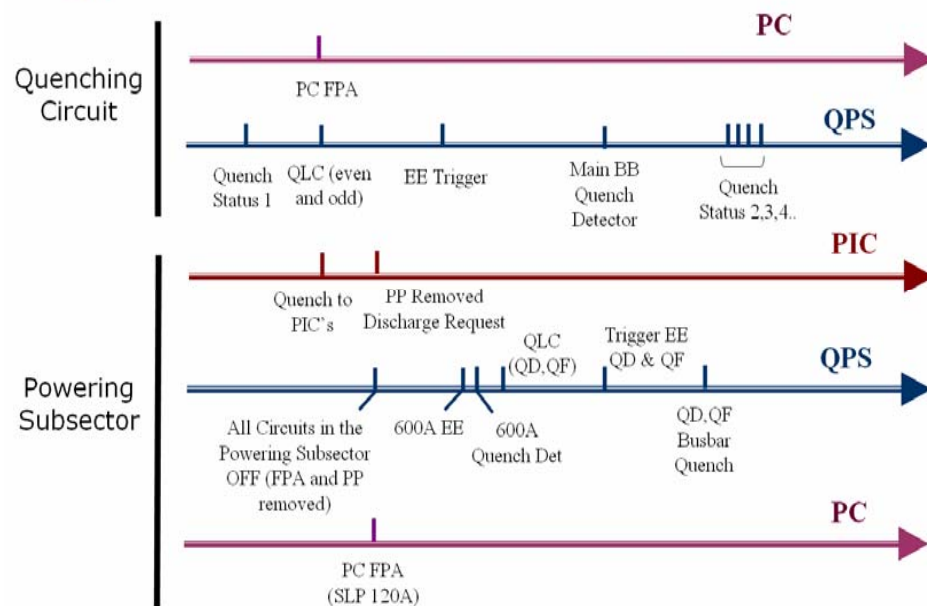 Quenching
Circuit
PC
PC FPA
QPS
Quench
Status 1
QLC (even
and odd)
EE Trigger
Main BB
Quench
Detector
Quench
Status 2,3,4..
Powering
Subsector
PIC
Quench to
PIC`s
PP Removed
Discharge Request
QPS
QLC
(QD,QF)
Trigger EE
QD & QF
All Circuits in the
Powering Subsector
OFF (FPA and PP
removed)
600A EE
600A
Quench Det
QD,QF
Busbar
Quench
PC
PC FPA
(SLP 120A)